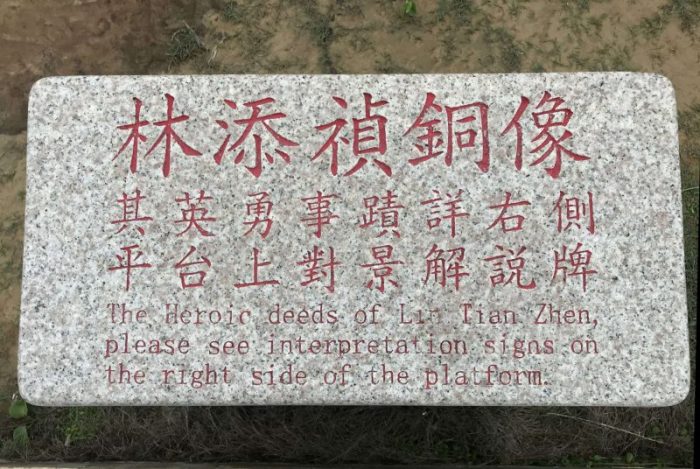 林添禎銅像
其英勇事蹟詳右側
平台上對景解説牌
The Heroic deeds of Lin Tian Zhen,
please see interpretation signs on
the right side of the platform.